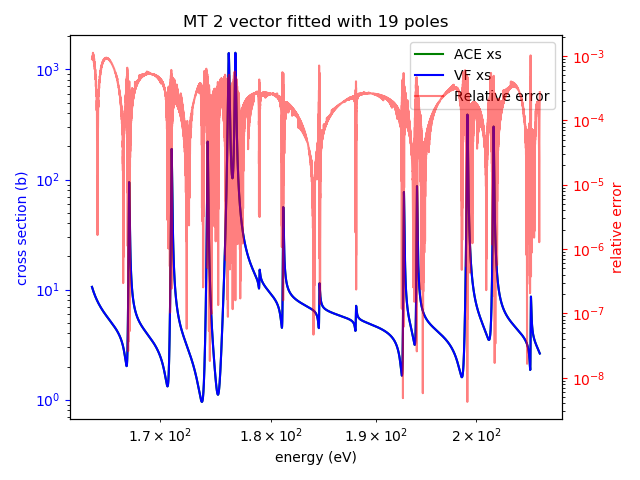 MT 2 vector fitted with 19 poles
ACE xs
VF xs
Relative error
cross section (b)
10³
10²
10¹
10⁰
relative error
10⁻³
10⁻⁴
10⁻⁵
10⁻⁶
10⁻⁷
10⁻⁸
1.7 × 10² 1.8 × 10² 1.9 × 10² 2 × 10²
energy (eV)